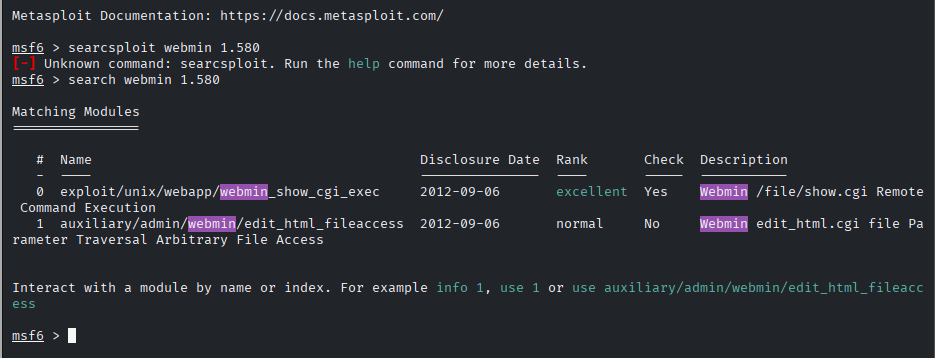 Metasploit Documentation: https://docs.metasploit.com/
msf6 > searcsploit webmin 1.580
[-] Unknown command: searcsploit. Run the help command for more details.
msf6 > search webmin 1.580
Matching Modules
================
#  Name                                     Disclosure Date  Rank       Check  Description
-  ----                                     ---------------  ----       -----  -----------
0  exploit/unix/webapp/webmin_show_cgi_exec     2012-09-06       excellent  Yes    Webmin /file/show.cgi Remote
Command Execution
1  auxiliary/admin/webmin/edit_html_fileaccess  2012-09-06       normal     No     Webmin edit_html.cgi file Pa
rameter Traversal Arbitrary File Access
Interact with a module by name or index. For example info 1, use 1 or use auxiliary/admin/webmin/edit_html_fileacc
ess
msf6 >